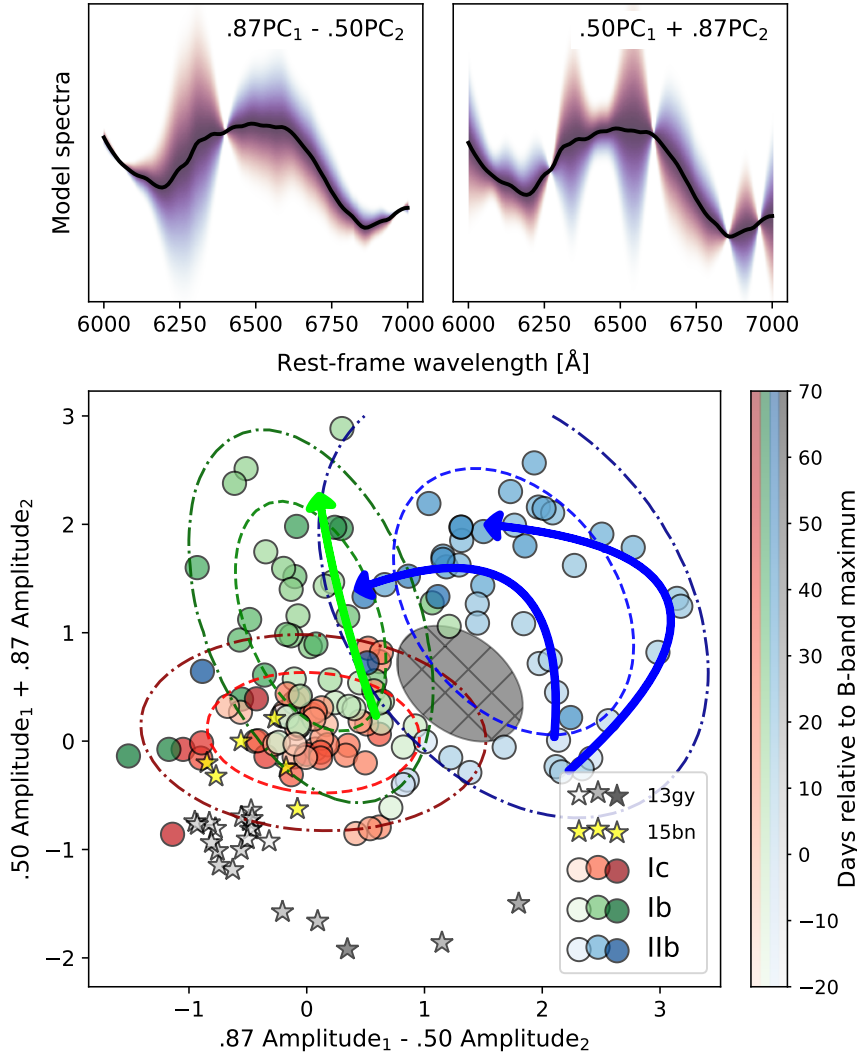 .87PC₁ - .50PC₂
.50PC₁ + .87PC₂
Model spectra
6000 6250 6500 6750 7000
6000 6250 6500 6750 7000
Rest-frame wavelength [Å]
3
2
1
0
−1
−2
.50 Amplitude₁ + .87 Amplitude₂
−1 0 1 2 3
.87 Amplitude₁ - .50 Amplitude₂
13gy
15bn
Ic
Ib
IIb
70
60
50
40
30
20
10
0
−10
−20
Days relative to B-band maximum